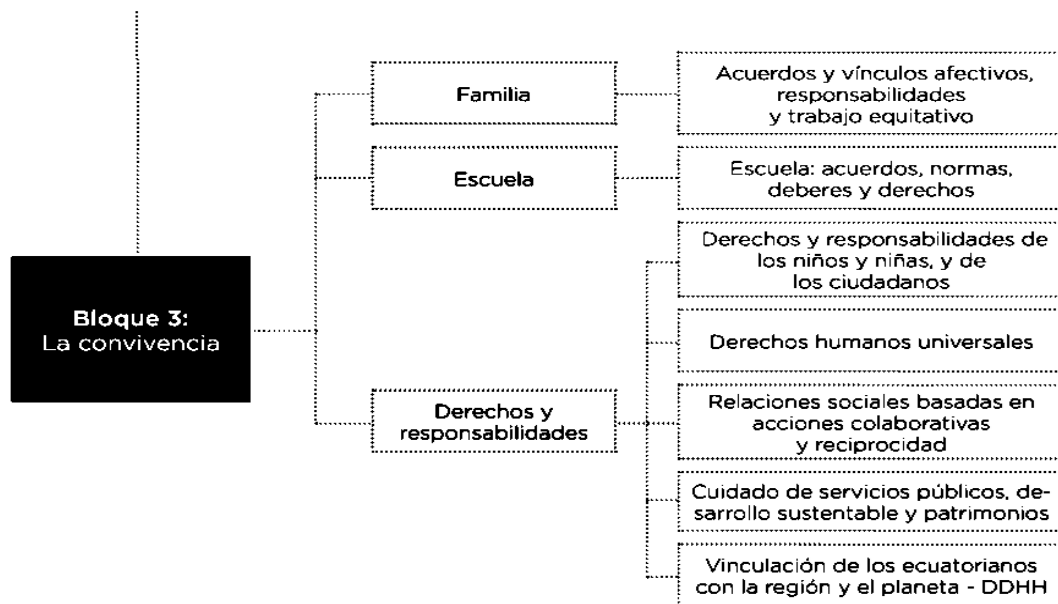 Bloque 3:
La convivencia
Familia
Acuerdos y vínculos afectivos,
responsabilidades
y trabajo equitativo
Escuela
Escuela: acuerdos, normas,
deberes y derechos
Derechos y
responsabilidades
Derechos y responsabilidades de
los niños y niñas, y de
los ciudadanos
Derechos humanos universales
Relaciones sociales basadas en
acciones colaborativas
y reciprocidad
Cuidado de servicios públicos, de-
sarrollo sustentable y patrimonios
Vinculación de los ecuatorianos
con la región y el planeta - DDHH